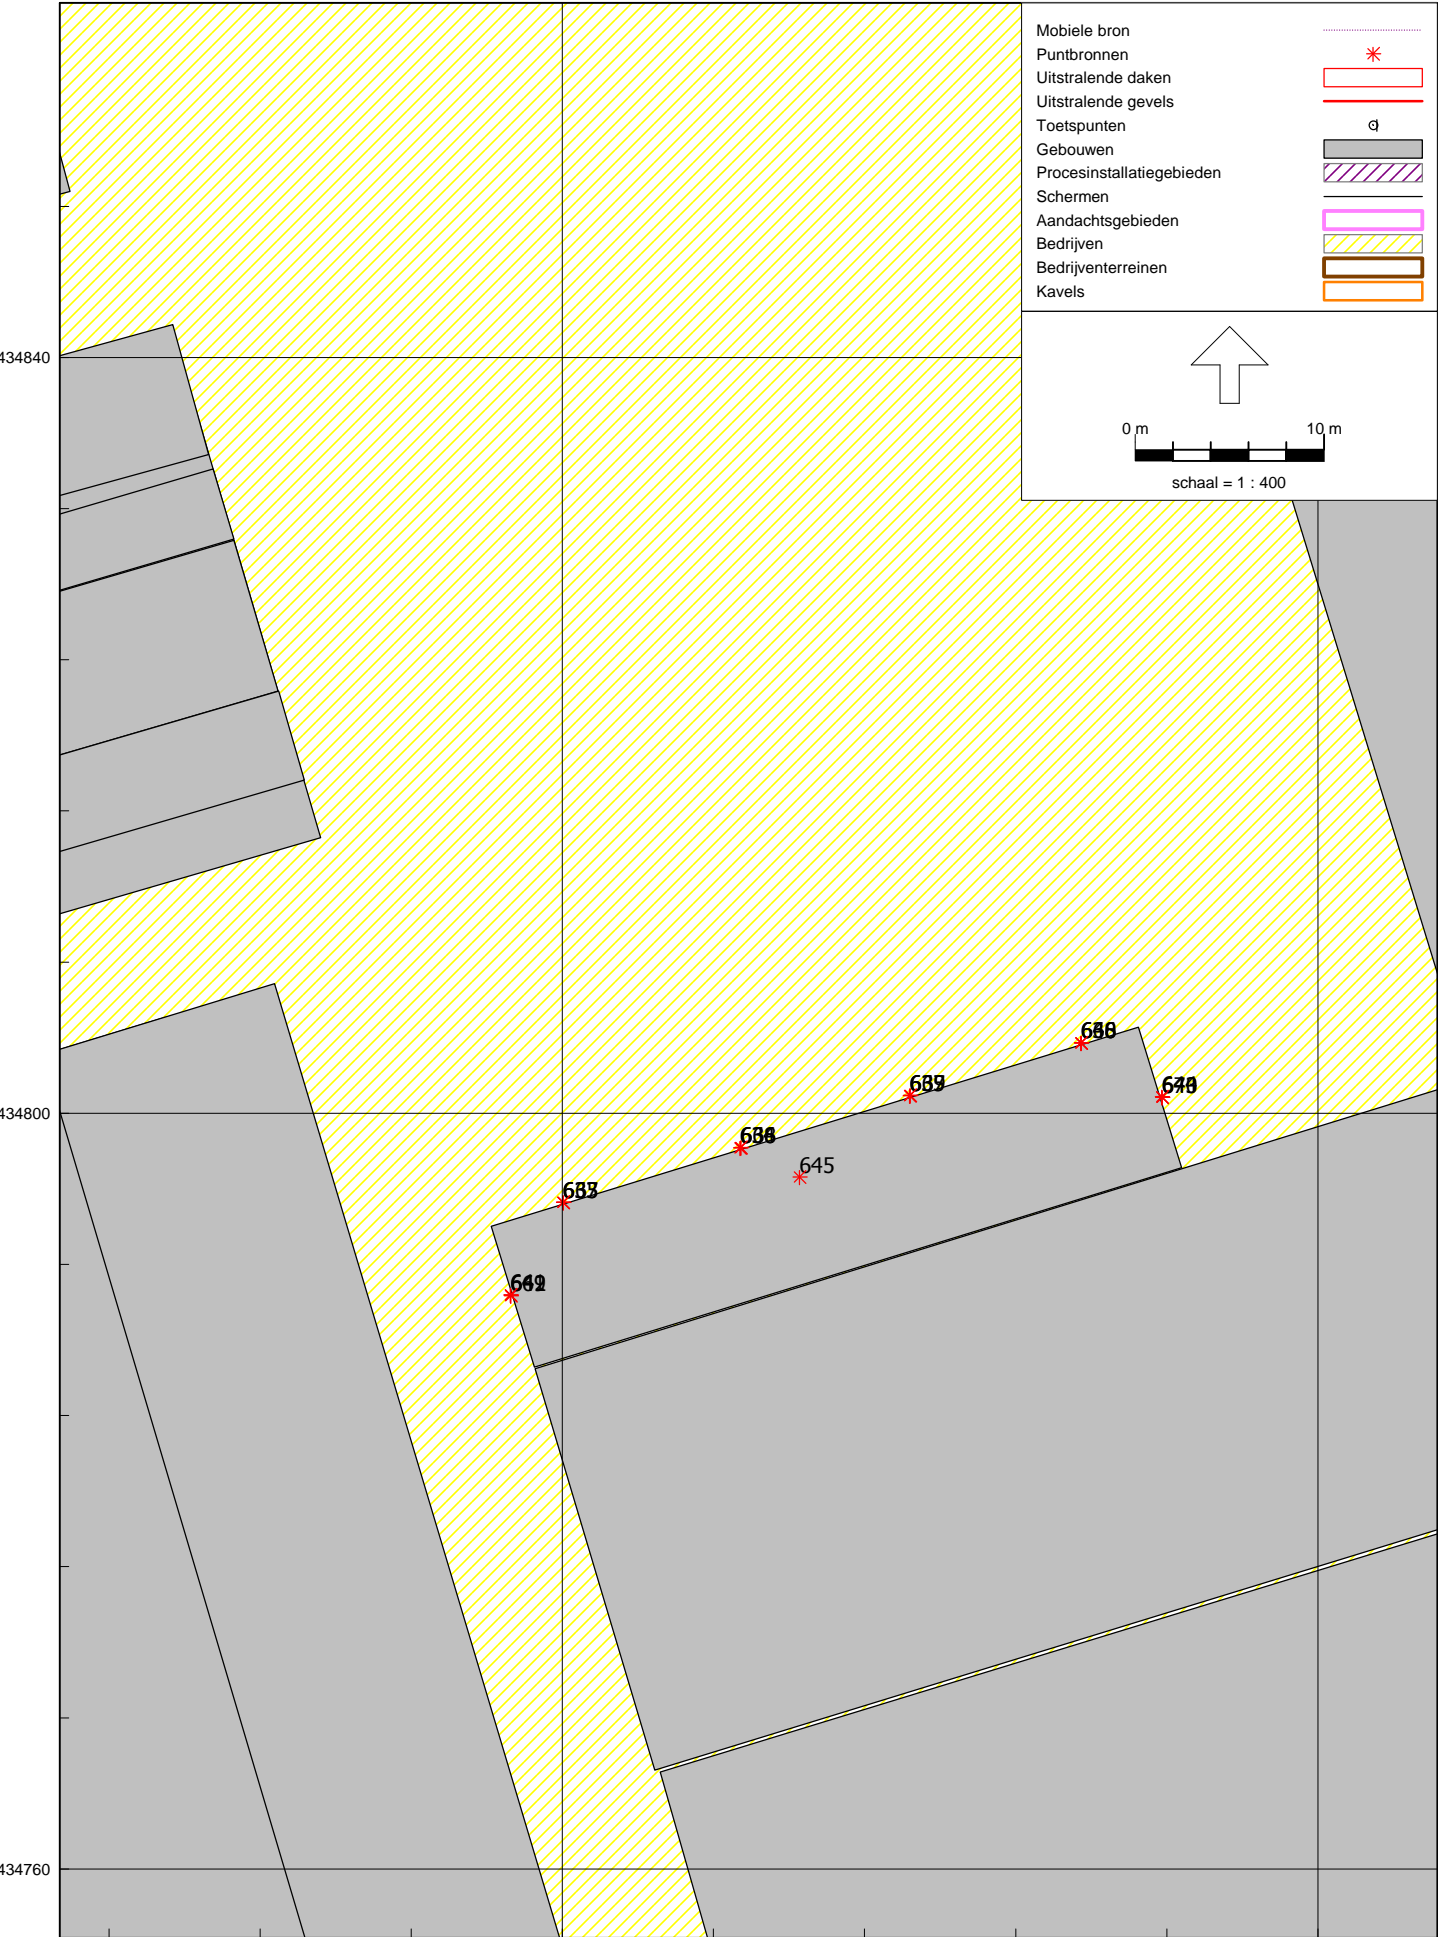 Mobiele bron
Puntbronnen
Uitstralende daken
Uitstralende gevels
Toetspunten
Gebouwen
Procesinstallatiegebieden
Schermen
Aandachtsgebieden
Bedrijven
Bedrijventerreinen
Kavels
434840
0 m 10 m
schaal = 1 : 400
434800
645
434760